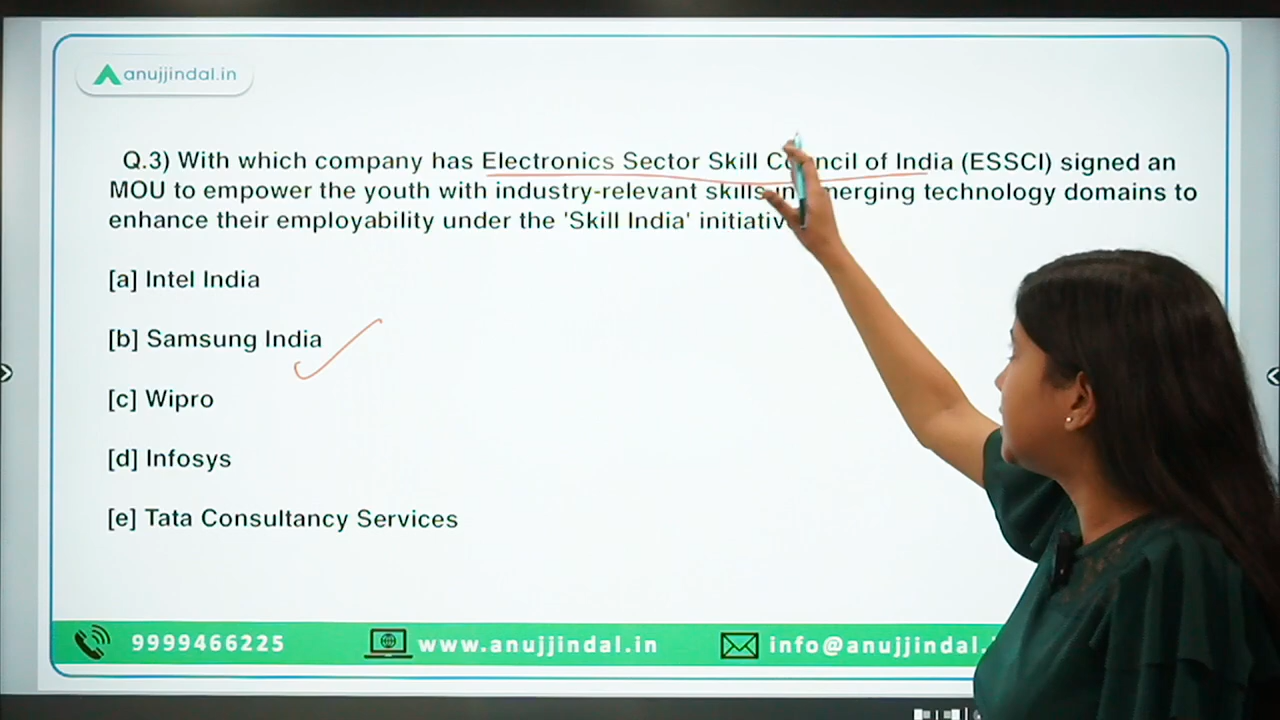 anujjindal.in
Q.3) With which company has Electronics Sector Skill Council of India (ESSCI) signed an
MOU to empower the youth with industry-relevant skills in emerging technology domains to
enhance their employability under the 'Skill India' initiative
[a] Intel India
[b] Samsung India
[c] Wipro
[d] Infosys
[e] Tata Consultancy Services
9999466225 www.anujjindal.in info@anujjindal.